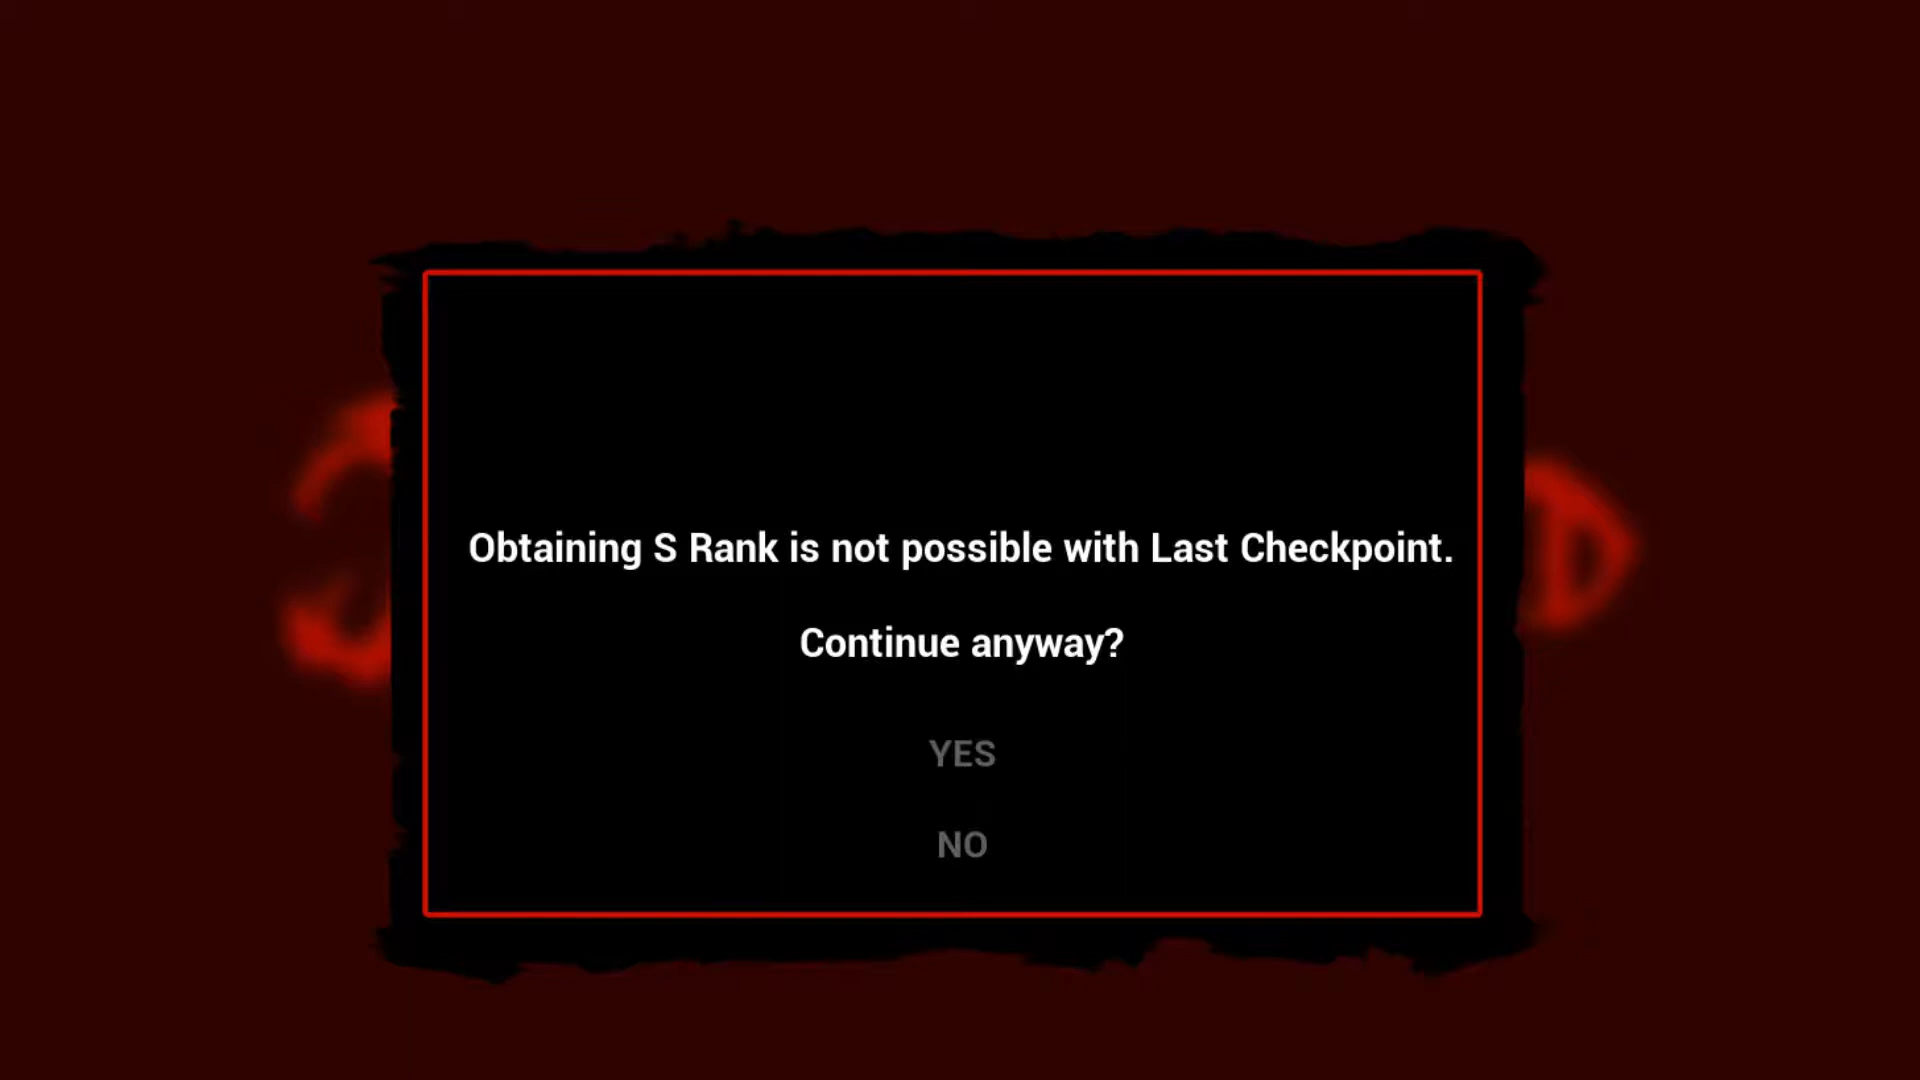 Obtaining S Rank is not possible with Last Checkpoint.
Continue anyway?
YES
NO